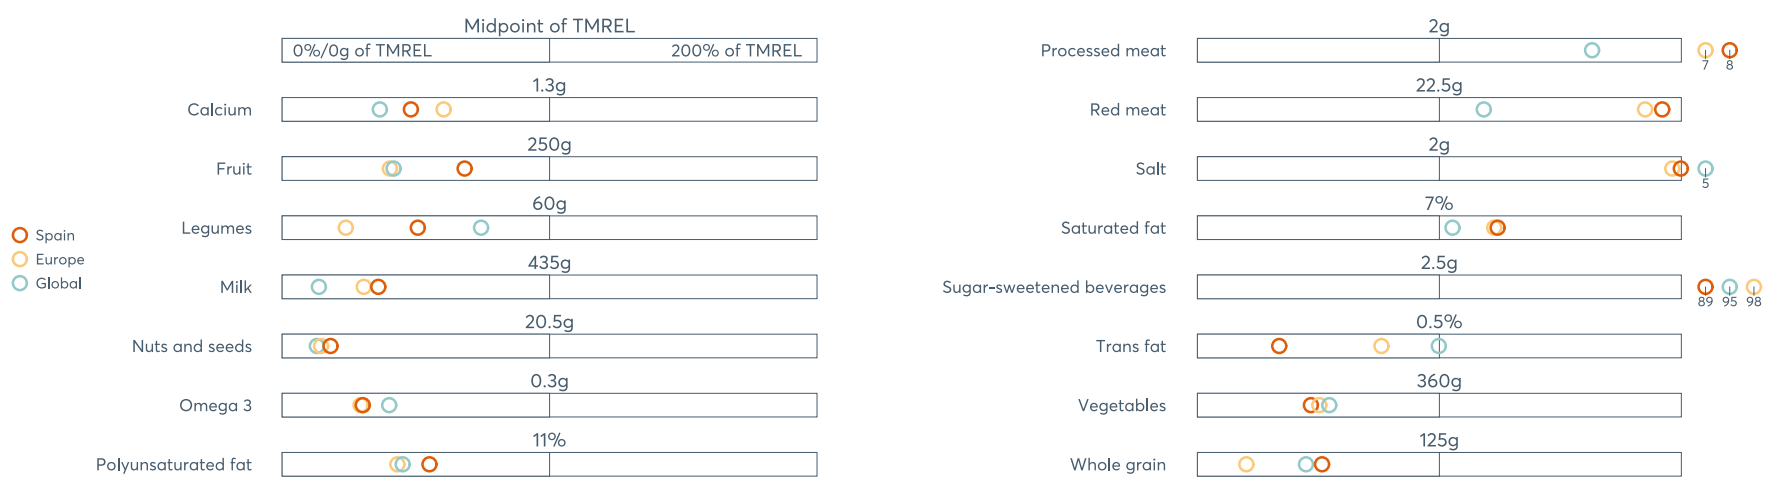 Midpoint of TMREL
0%/0g of TMREL 200% of TMREL
1.3g
Calcium
250g
Fruit
60g
Legumes
435g
Milk
20.5g
Nuts and seeds
0.3g
Omega 3
11%
Polyunsaturated fat
Spain
Europe
Global
2g
Processed meat
7 8
22.5g
Red meat
2g
Salt
5
7%
Saturated fat
2.5g
Sugar-sweetened beverages
89 95 98
0.5%
Trans fat
360g
Vegetables
125g
Whole grain